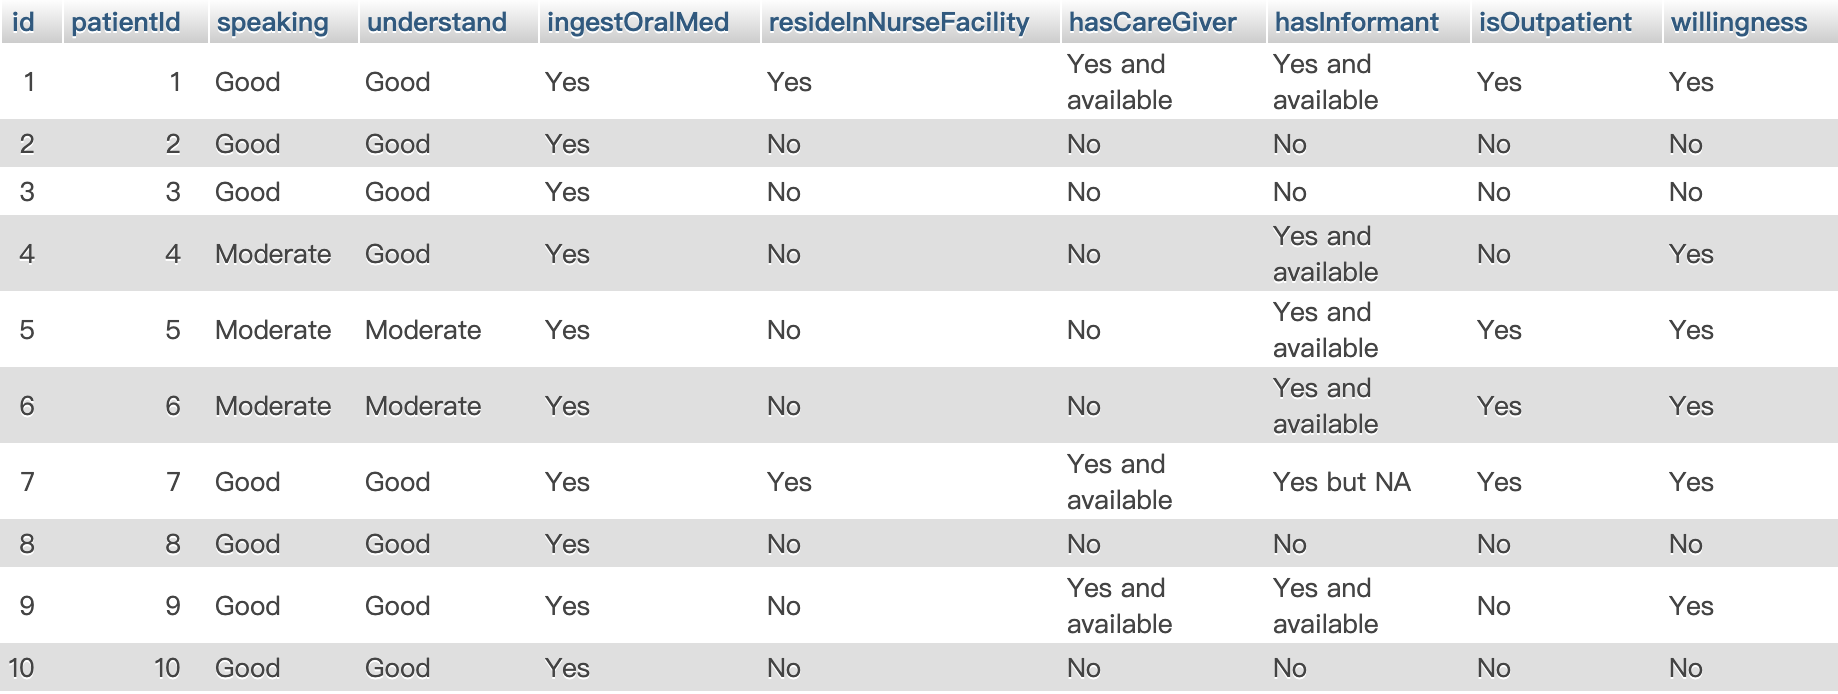 id patientId speaking understand ingestOralMed resideInNurseFacility hasCareGiver hasInformant isOutpatient willingness
1 1 Good Good Yes Yes Yes and available Yes and available Yes Yes
2 2 Good Good Yes No No No No No
3 3 Good Good Yes No No No No No
4 4 Moderate Good Yes No No Yes and available No Yes
5 5 Moderate Moderate Yes No No Yes and available Yes Yes
6 6 Moderate Moderate Yes No No Yes and available Yes Yes
7 7 Good Good Yes Yes Yes and available Yes but NA Yes Yes
8 8 Good Good Yes No No No No No
9 9 Good Good Yes No Yes and available Yes and available No Yes
10 10 Good Good Yes No No No No No